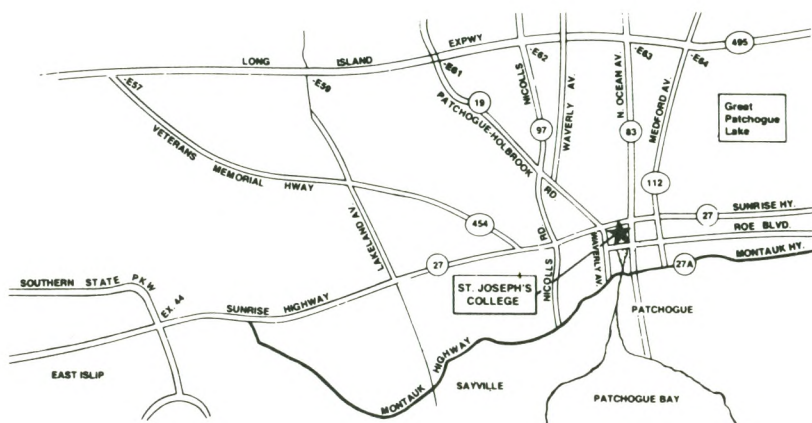 LONG ISLAND EXPWY
495
-E57
-E59
-E61
-E62
-E63
-E64
19
NICOLLS
97
WAVERLY AV.
N. OCEAN AV.
83
MEDFORD AV.
112
PATCHOGUE-HOLBROOK RD
Great
Patchogue
Lake
VETERANS MEMORIAL HWAY
454
LAKELAND AV.
27
SUNRISE HY.
ROE BLVD.
MONTAUK HY.
27A
27
NICOLLS RD
WAVERLY AV.
ST. JOSEPH'S
COLLEGE
SOUTHERN STATE PKW
EX. 44
SUNRISE HIGHWAY
PATCHOGUE
EAST ISLIP
MONTAUK HIGHWAY
SAYVILLE
PATCHOGUE BAY